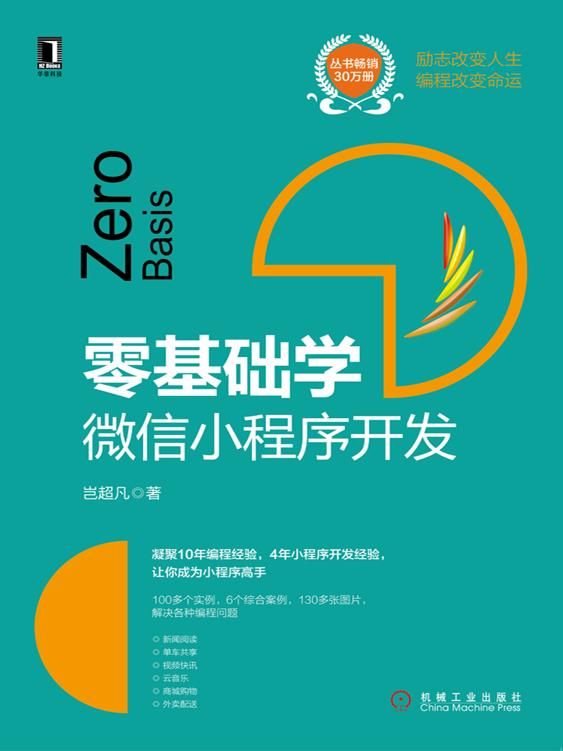 HZ Books
华章科技
丛书畅销
30万册
励志改变人生
编程改变命运
Zero
Basis
零基础学
微信小程序开发
岂超凡◎著
凝聚10年编程经验，4年小程序开发经验，
让你成为小程序高手
100多个实例，6个综合案例，130多张图片，
解决各种编程问题
◎ 新闻阅读
◎ 单车共享
◎ 视频快讯
◎ 云音乐
◎ 商城购物
◎ 外卖配送
机械工业出版社
China Machine Press